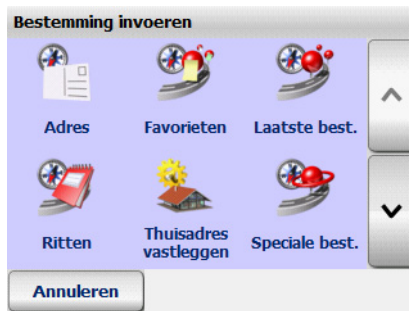 Bestemming invoeren
Adres
Favorieten
Laatste best.
Ritten
Thuisadres
vastleggen
Speciale best.
Annuleren